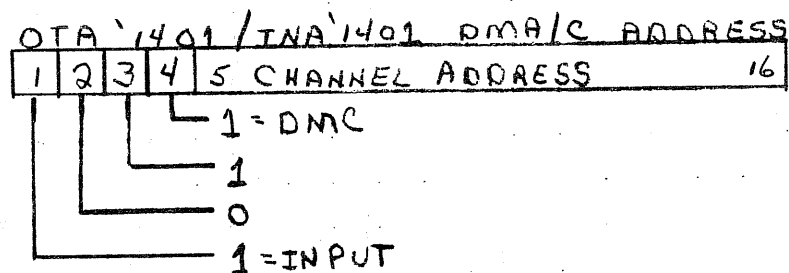 OTA '1401 / INA '1401 DMA/C ADDRESS
1 2 3 4 5 CHANNEL ADDRESS 16
1 = DMC
1
0
1 = INPUT